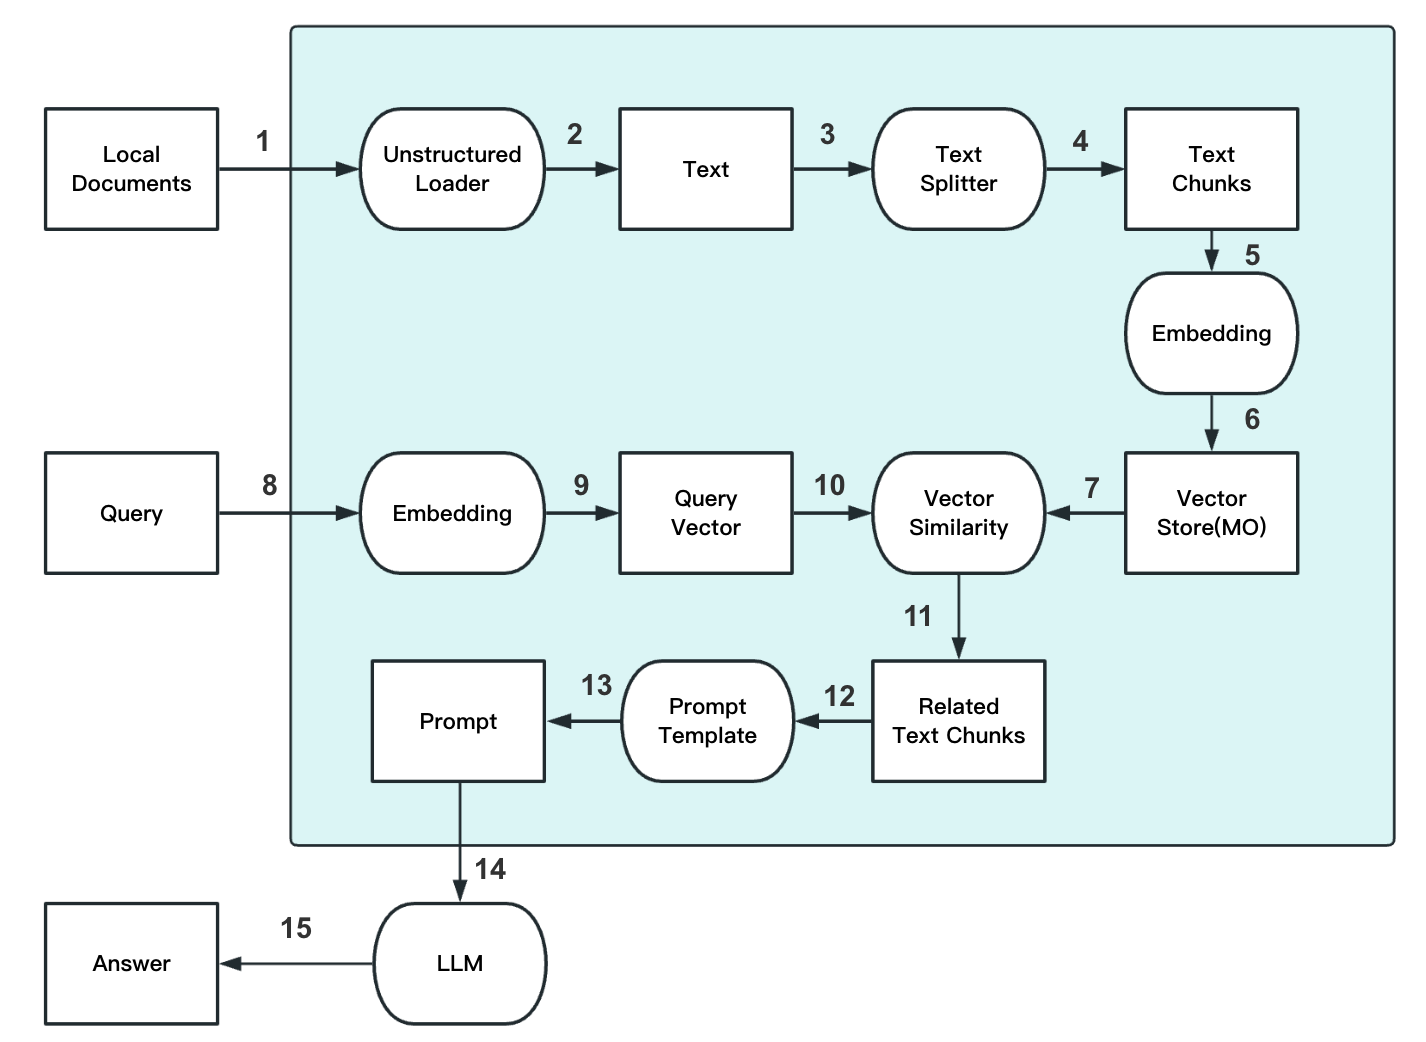 1
2
3
4
Local
Documents
Unstructured
Loader
Text
Text
Splitter
Text
Chunks
5
Embedding
6
8
9
10
7
Query
Embedding
Query
Vector
Vector
Similarity
Vector
Store(MO)
11
13
12
Prompt
Prompt
Template
Related
Text Chunks
14
15
Answer
LLM